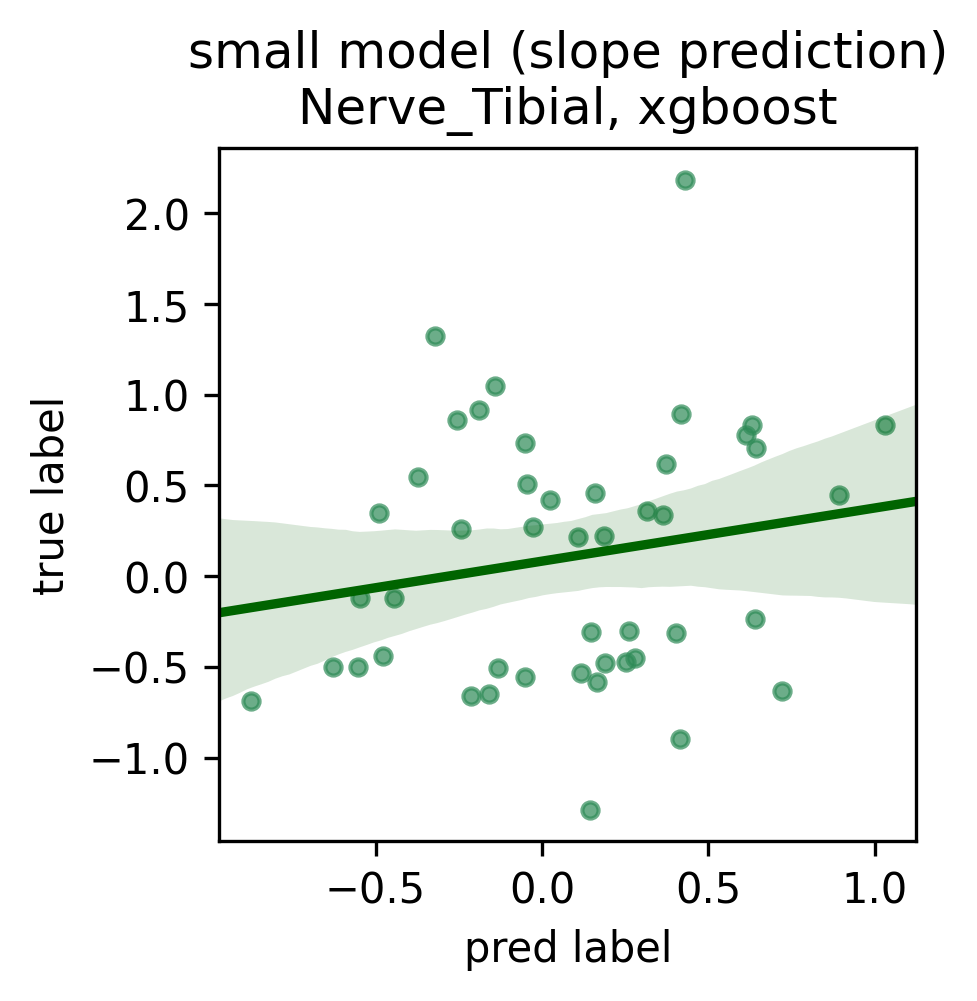 small model (slope prediction)
Nerve_Tibial, xgboost
2.0
1.5
1.0
0.5
0.0
−0.5
−1.0
true label
−0.5 0.0 0.5 1.0
pred label